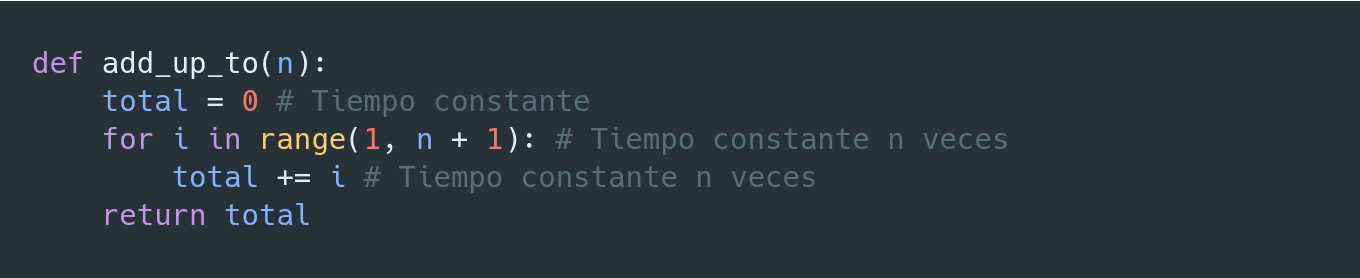 def add_up_to(n):
    total = 0 # Tiempo constante
    for i in range(1, n + 1): # Tiempo constante n veces
        total += i # Tiempo constante n veces
    return total